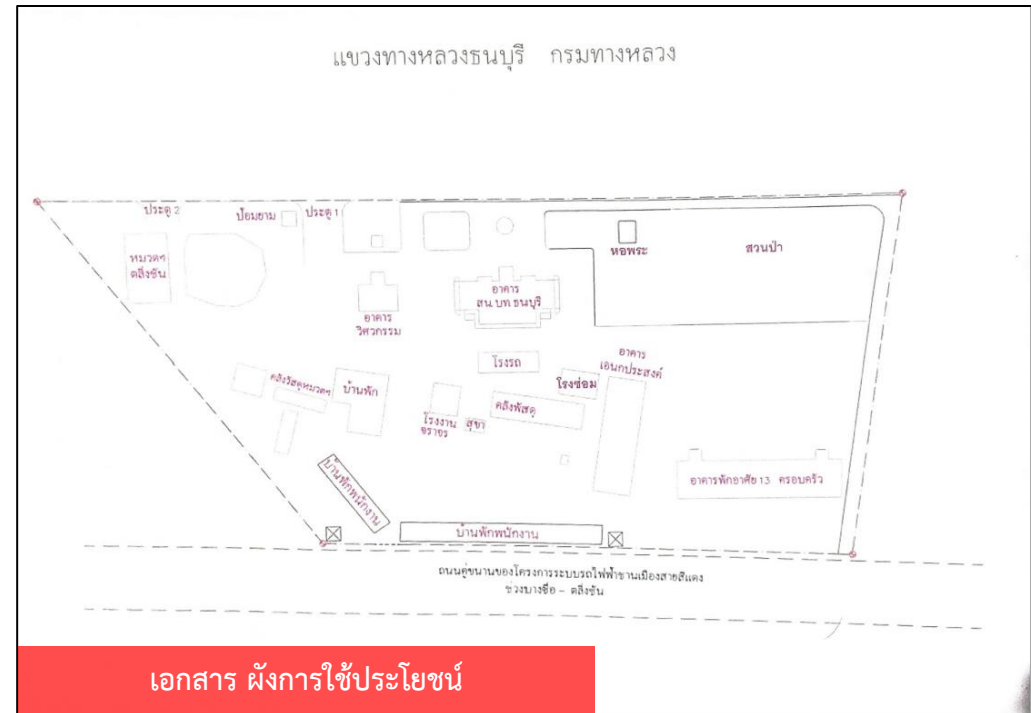 แขวงทางหลวงธนบุรี กรมทางหลวง
ประตู 2
ป้อมยาม
ประตู 1
หมวดฯ
ตลิ่งชัน
หอพระ
สวนป่า
อาคาร
สน.บท.ธนบุรี
อาคาร
วิศวกรรม
โรงรถ
อาคาร
เอนกประสงค์
โรงซ่อม
คลังวัสดุหมวดฯ
บ้านพัก
คลังพัสดุ
โรงงาน
จราจร
สุขา
อาคารพักอาศัย 13 ครอบครัว
บ้านพักพนักงาน
บ้านพักพนักงาน
ถนนคู่ขนานของโครงการระบบรถไฟฟ้าชานเมืองสายสีแดง
ช่วงบางซื่อ – ตลิ่งชัน
เอกสาร ผังการใช้ประโยชน์